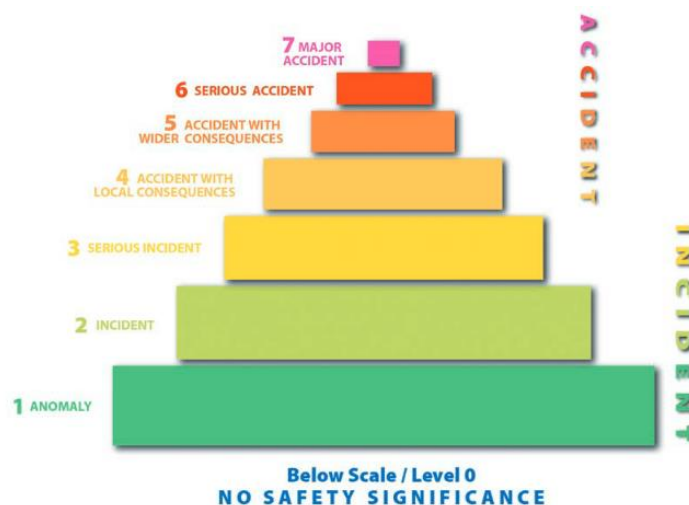 7 MAJOR
ACCIDENT
6 SERIOUS ACCIDENT
5 ACCIDENT WITH
WIDER CONSEQUENCES
4 ACCIDENT WITH
LOCAL CONSEQUENCES
3 SERIOUS INCIDENT
2 INCIDENT
1 ANOMALY
ACCIDENT
INCIDENT
Below Scale / Level 0
NO SAFETY SIGNIFICANCE